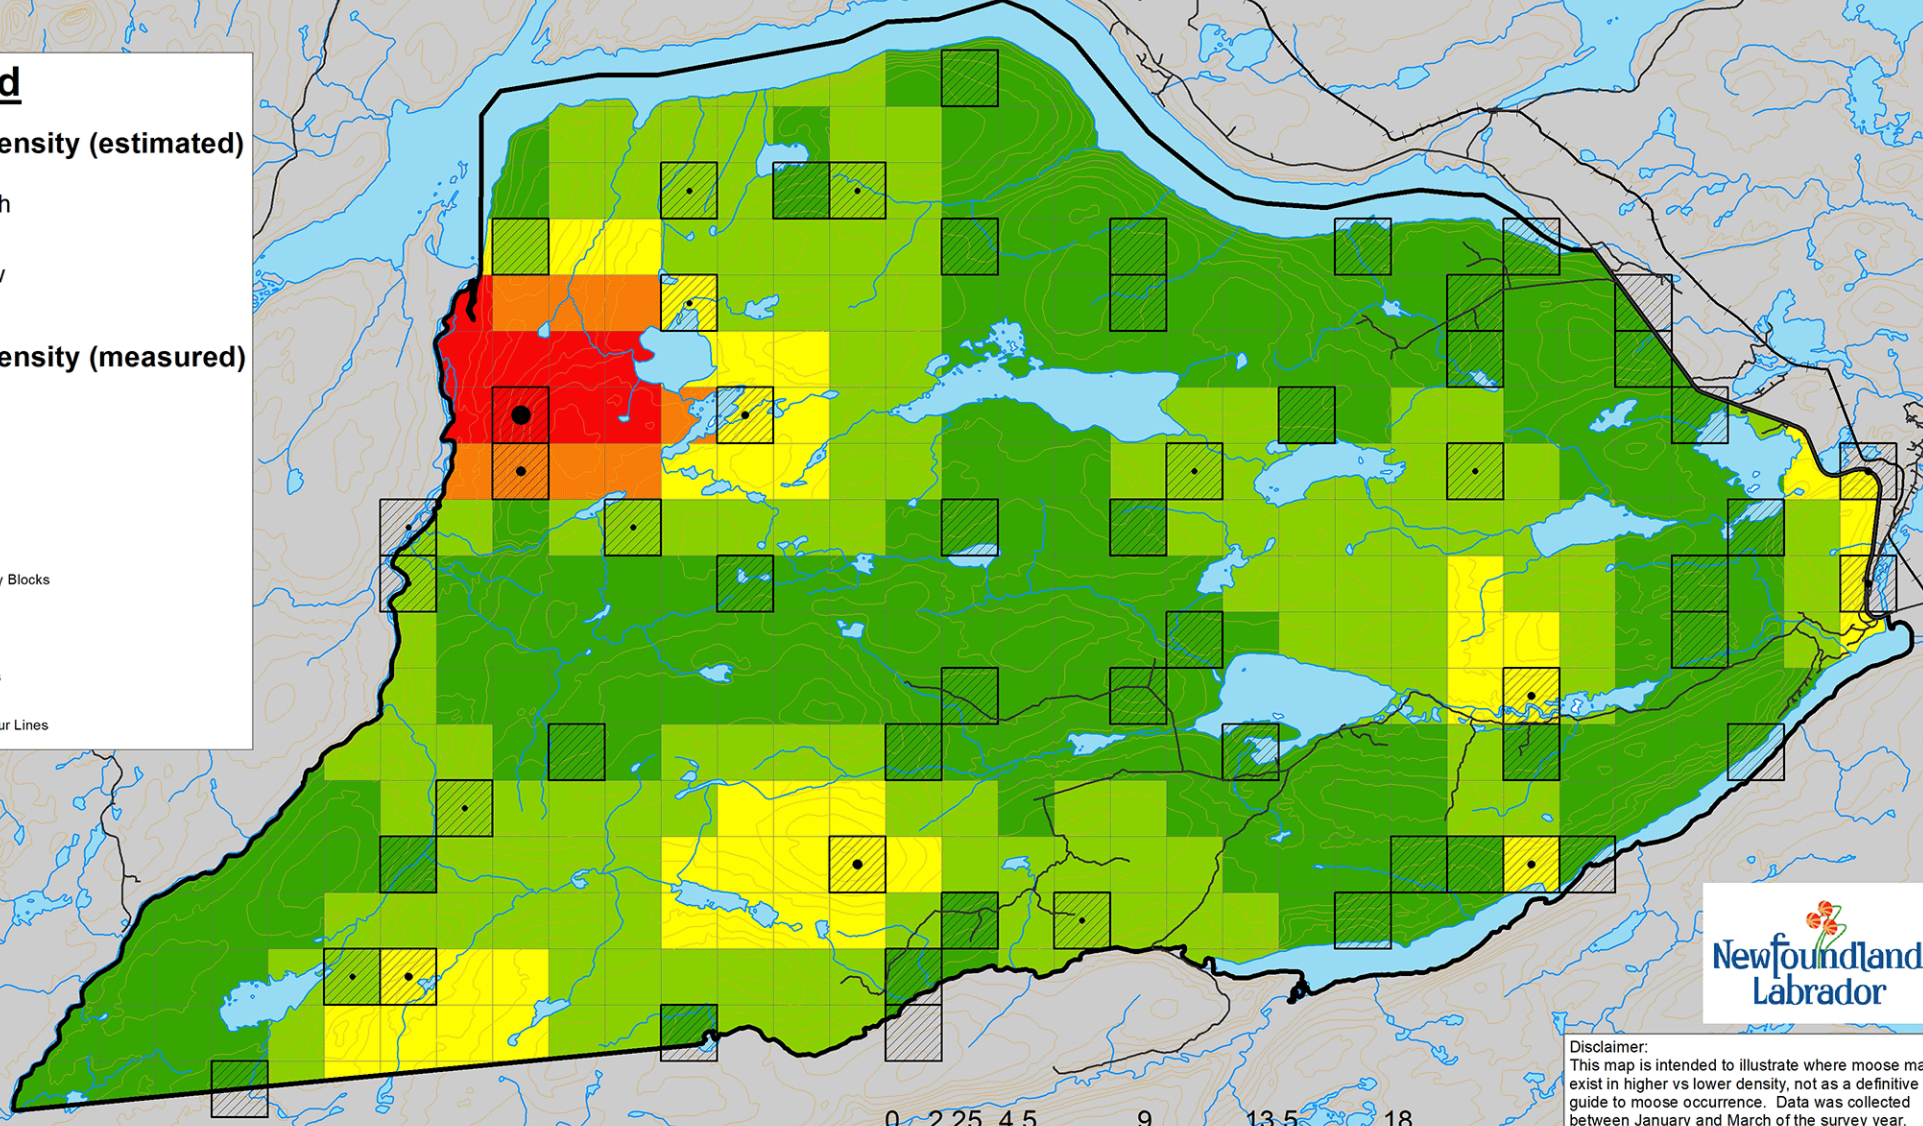 d
ensity (estimated)
h
w
ensity (measured)
y Blocks
s
ur Lines
0 2.25 4.5 9 13.5 18
Newfoundland
Labrador
Disclaimer:
This map is intended to illustrate where moose ma
exist in higher vs lower density, not as a definitive
guide to moose occurrence. Data was collected
between January and March of the survey year.